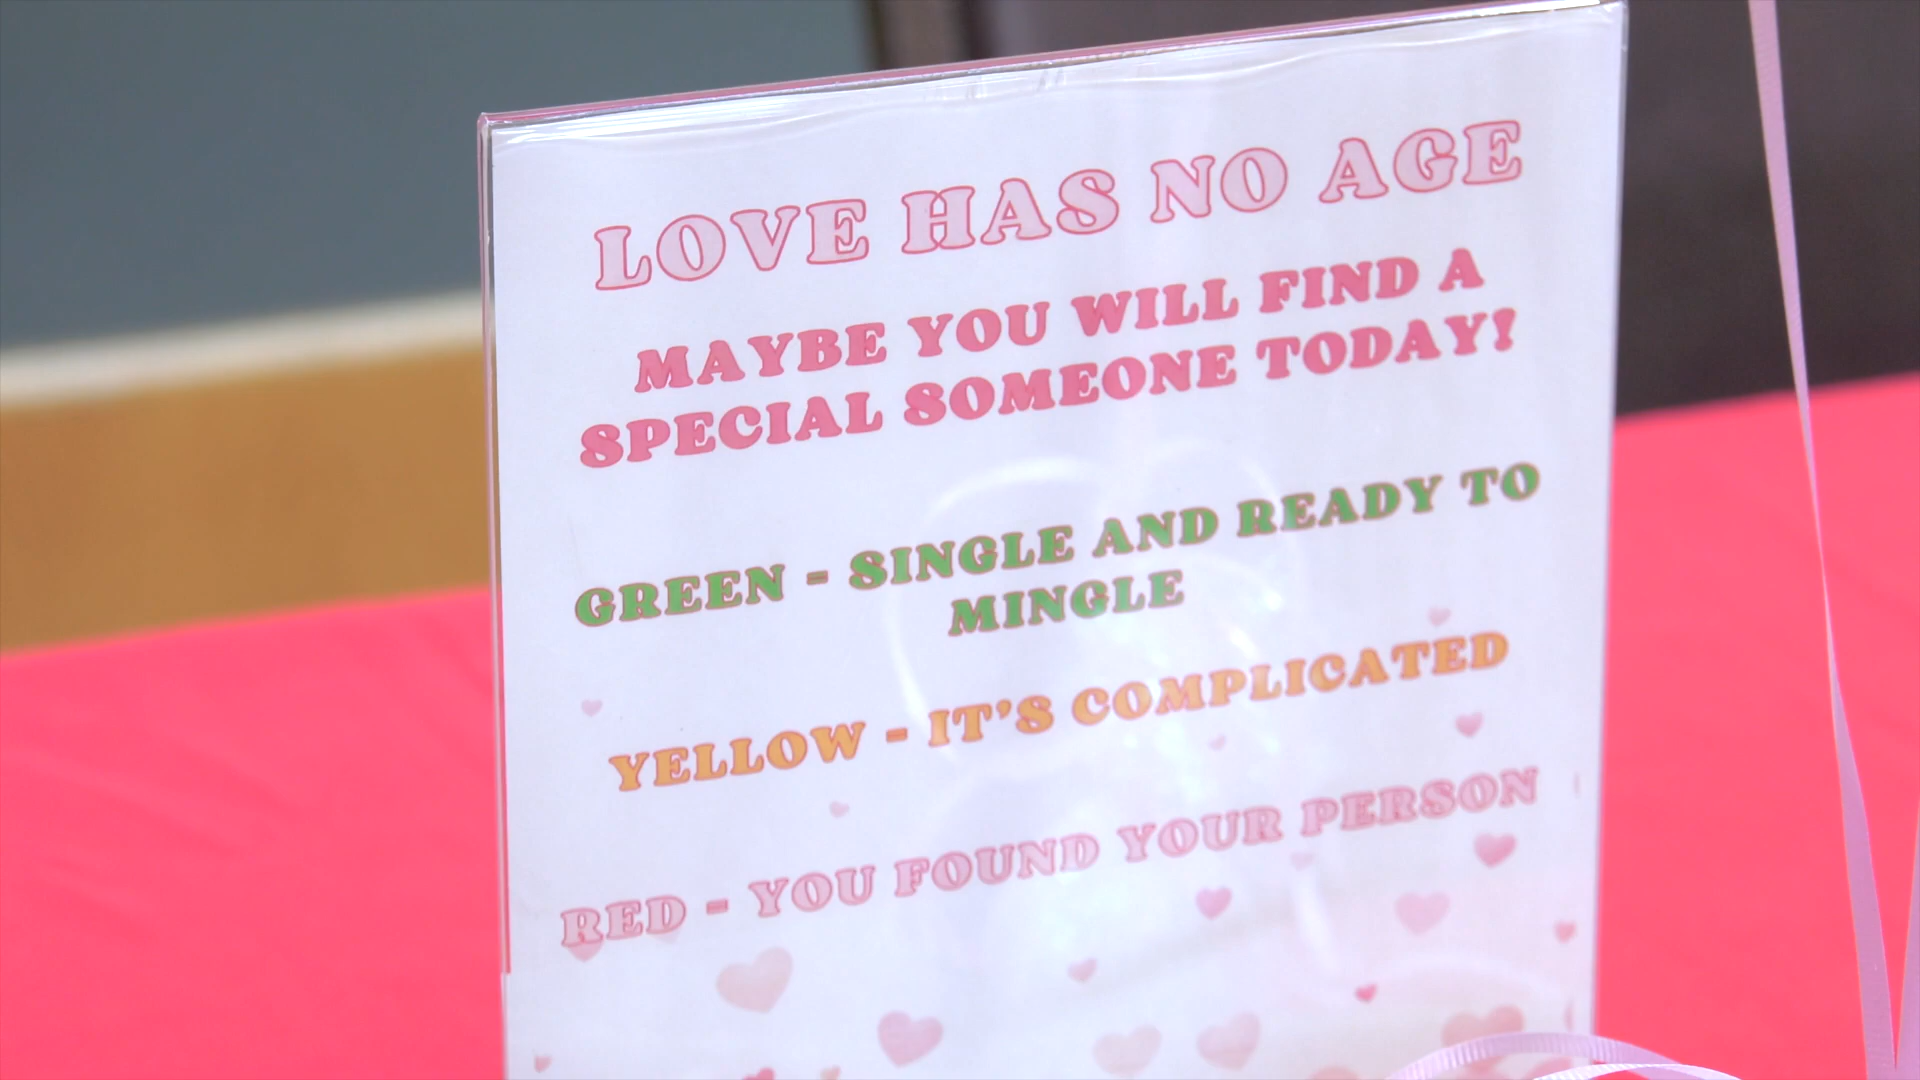 LOVE HAS NO AGE
MAYBE YOU WILL FIND A
SPECIAL SOMEONE TODAY!
GREEN - SINGLE AND READY TO
MINGLE
YELLOW - IT'S COMPLICATED
RED - YOU FOUND YOUR PERSON